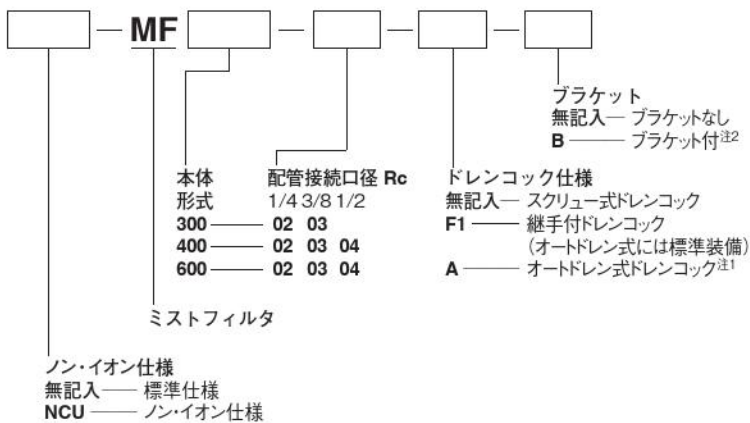 MF
ブラケット
無記入― ブラケットなし
B ――― ブラケット付注2
本体
形式
300 ――― 02 03
400 ――― 02 03 04
600 ――― 02 03 04
配管接続口径 Rc
1/4 3/8 1/2
ドレンコック仕様
無記入― スクリュー式ドレンコック
F1 ―― 継手付ドレンコック
(オートドレン式には標準装備)
A ――― オートドレン式ドレンコック注1
ミストフィルタ
ノン・イオン仕様
無記入―― 標準仕様
NCU ――― ノン・イオン仕様